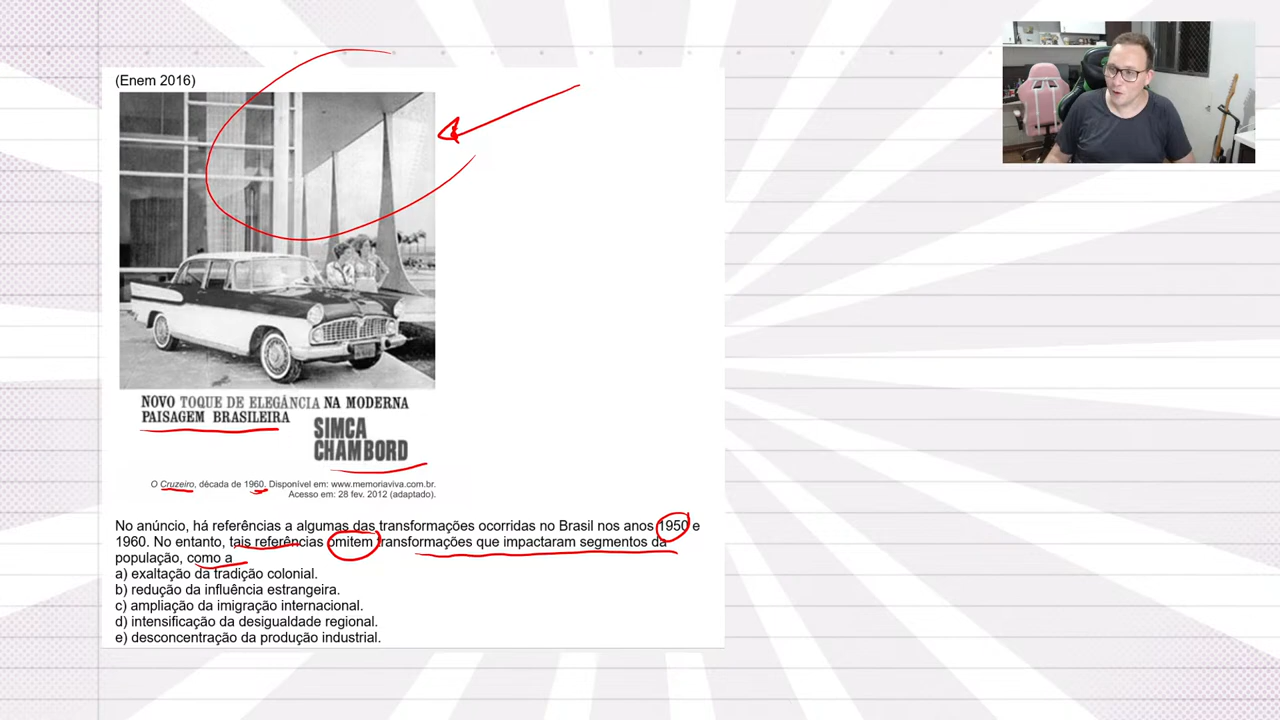 (Enem 2016)
NOVO TOQUE DE ELEGÂNCIA NA MODERNA
PAISAGEM BRASILEIRA
SIMCA
CHAMBORD
O Cruzeiro, década de 1960. Disponível em: www.memoriaviva.com.br.
Acesso em: 28 fev. 2012 (adaptado).
No anúncio, há referências a algumas das transformações ocorridas no Brasil nos anos 1950 e
1960. No entanto, tais referências omitem transformações que impactaram segmentos da
população, como a
a) exaltação da tradição colonial.
b) redução da influência estrangeira.
c) ampliação da imigração internacional.
d) intensificação da desigualdade regional.
e) desconcentração da produção industrial.